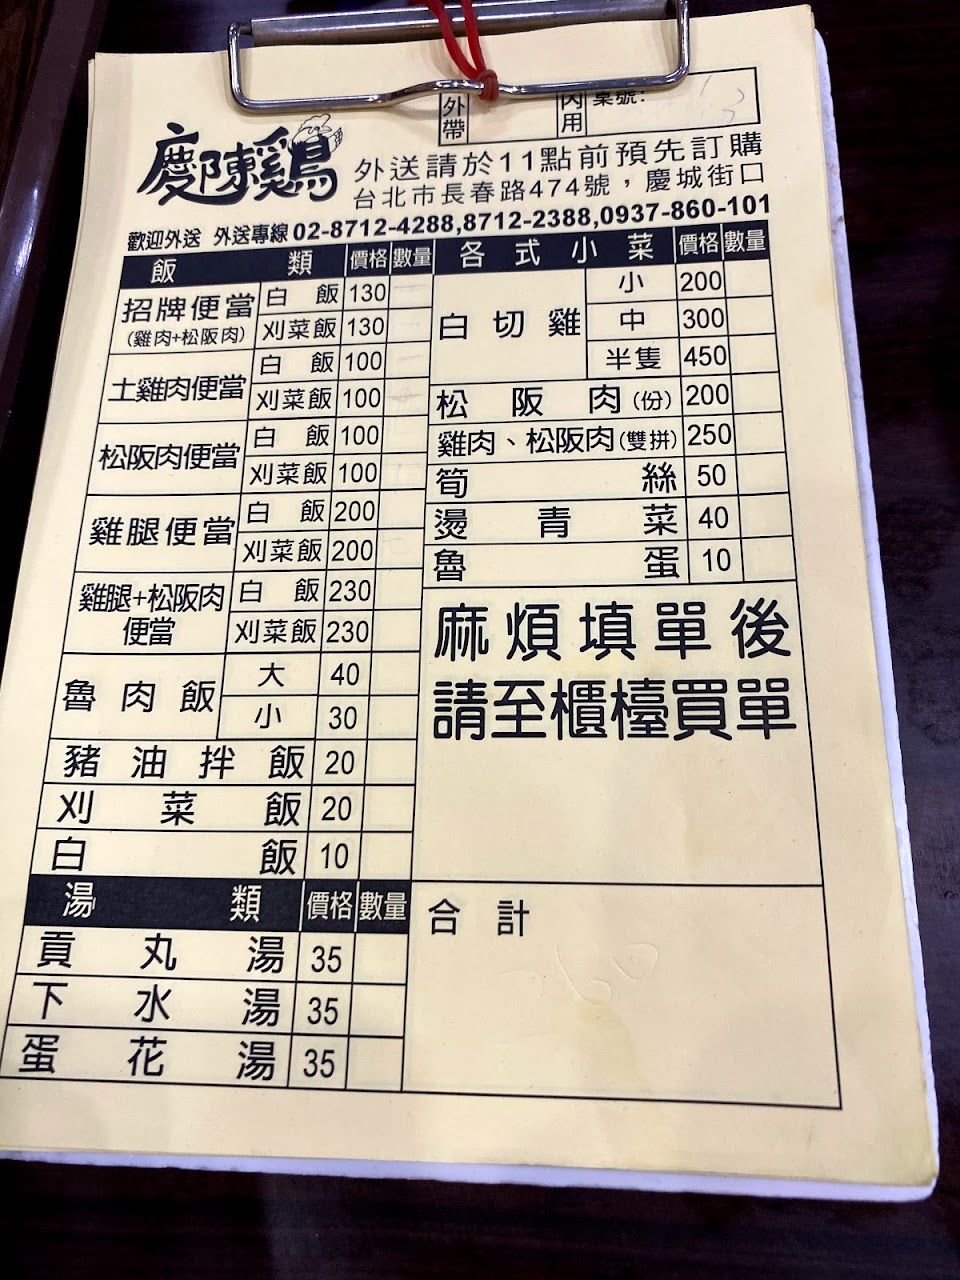 外帶
內用
桌號:
慶陳雞
外送請於11點前預先訂購
台北市長春路474號，慶城街口
歡迎外送 外送專線 02-8712-4288,8712-2388,0937-860-101
飯類 價格 數量
招牌便當 (雞肉+松阪肉) 白飯 130
刈菜飯 130
土雞肉便當 白飯 100
刈菜飯 100
松阪肉便當 白飯 100
刈菜飯 100
雞腿便當 白飯 200
刈菜飯 200
雞腿+松阪肉便當 白飯 230
刈菜飯 230
魯肉飯 大 40
小 30
豬油拌飯 20
刈菜飯 20
白飯 10
湯類 價格 數量
貢丸湯 35
下水湯 35
蛋花湯 35
各式小菜 價格 數量
白切雞 小 200
中 300
半隻 450
松阪肉(份) 200
雞肉、松阪肉(雙拼) 250
筍絲 50
燙青菜 40
魯蛋 10
麻煩填單後
請至櫃檯買單
合計